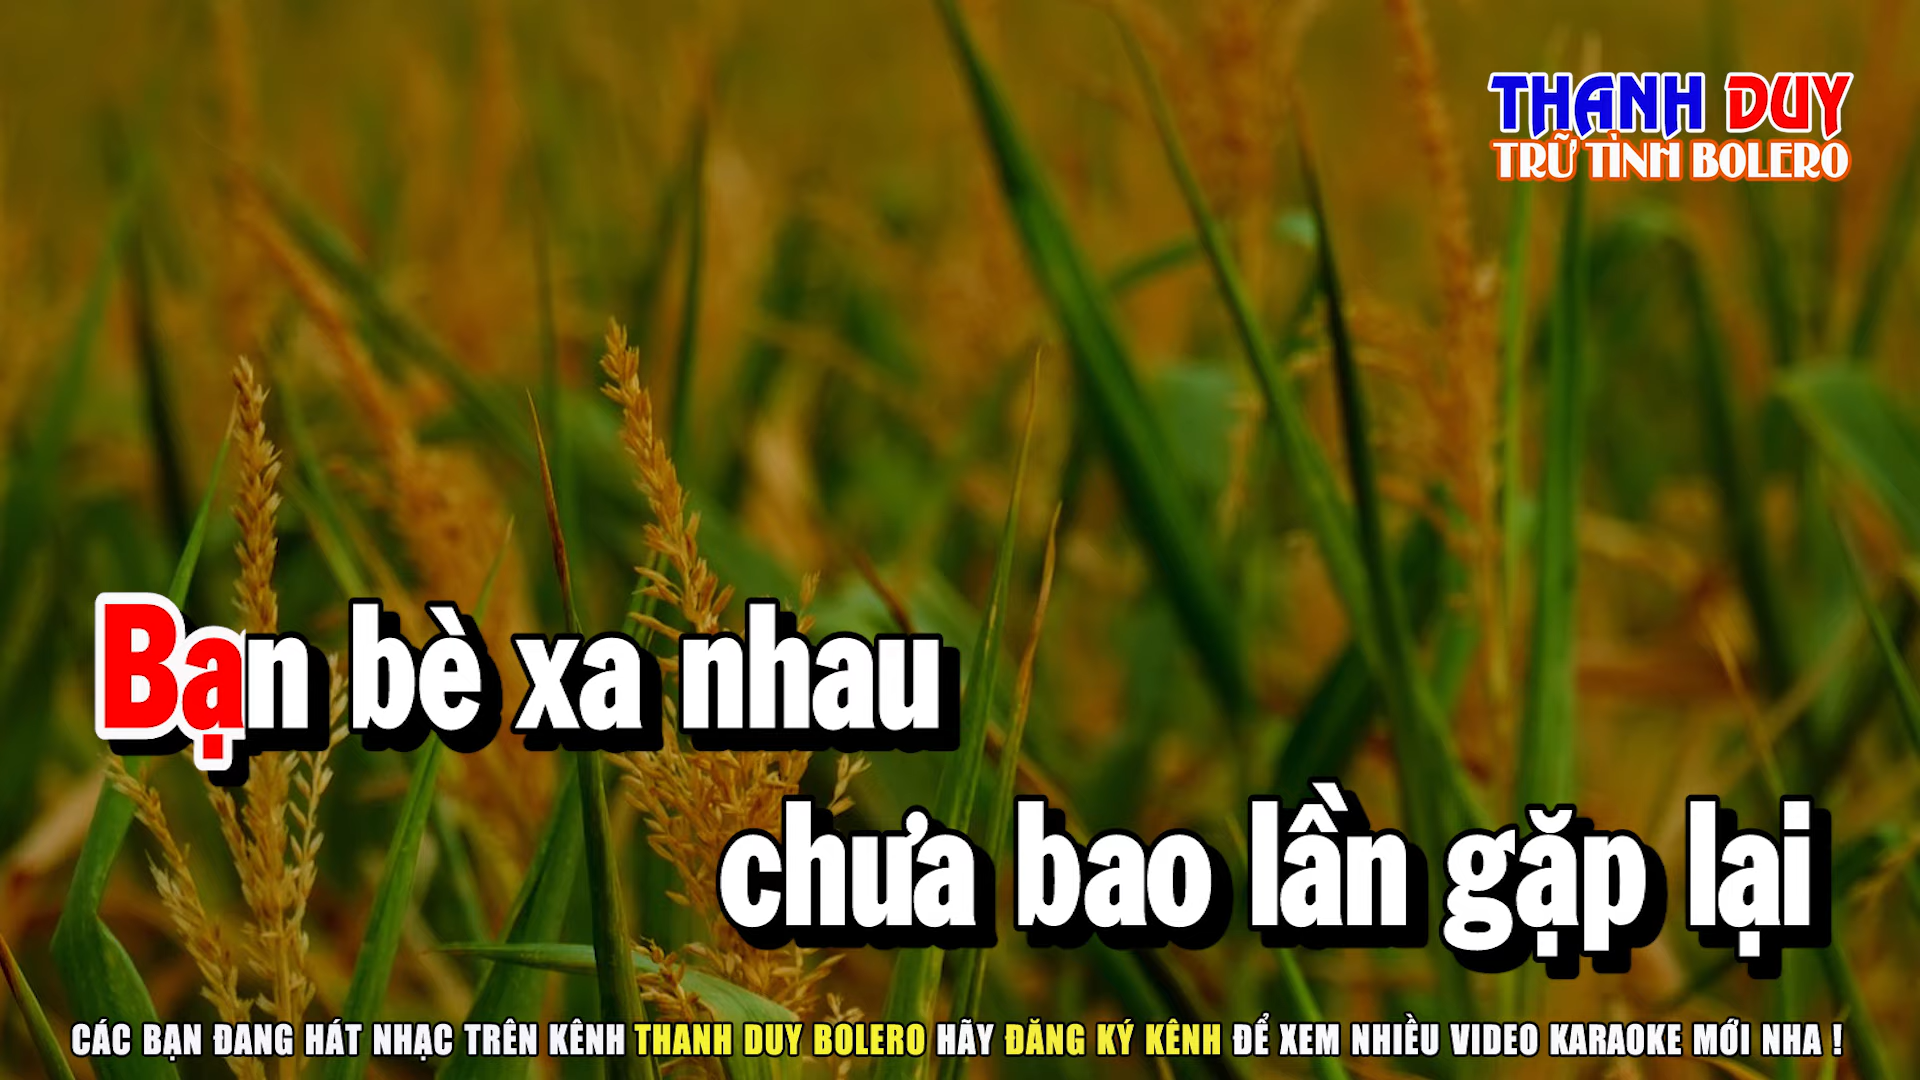 THANH DUY
TRỮ TÌNH BOLERO
Bạn bè xa nhau
chưa bao lần gặp lại
CÁC BẠN ĐANG HÁT NHẠC TRÊN KÊNH THANH DUY BOLERO HÃY ĐĂNG KÝ KÊNH ĐỂ XEM NHIỀU VIDEO KARAOKE MỚI NHA !